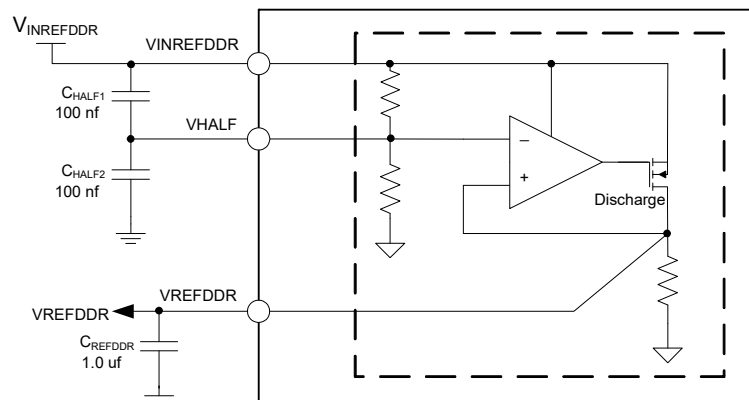 VINREFDDR
VINREFDDR
CHALF1
100 nf
VHALF
CHALF2
100 nf
−
+
Discharge
VREFDDR
VREFDDR
CREFDDR
1.0 uf